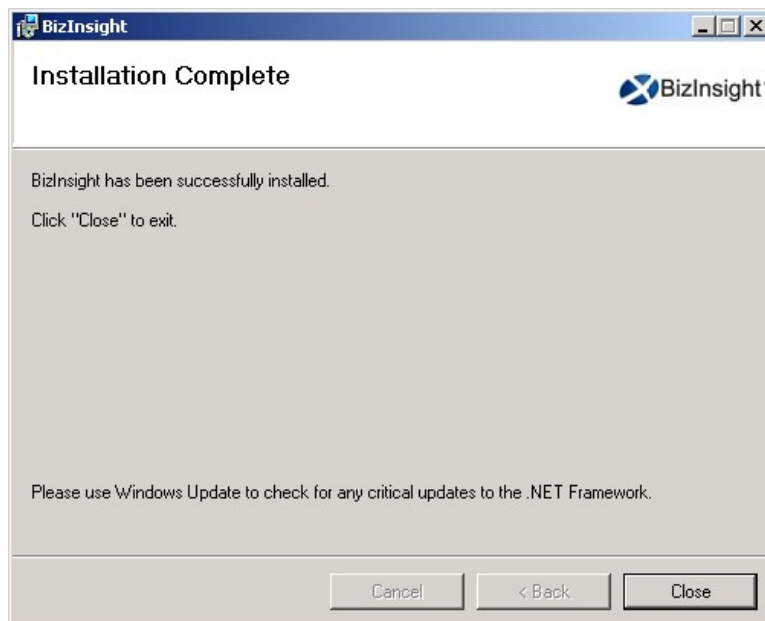 BizInsight
Installation Complete
BizInsight
BizInsight has been successfully installed.
Click "Close" to exit.
Please use Windows Update to check for any critical updates to the .NET Framework.
Cancel
< Back
Close